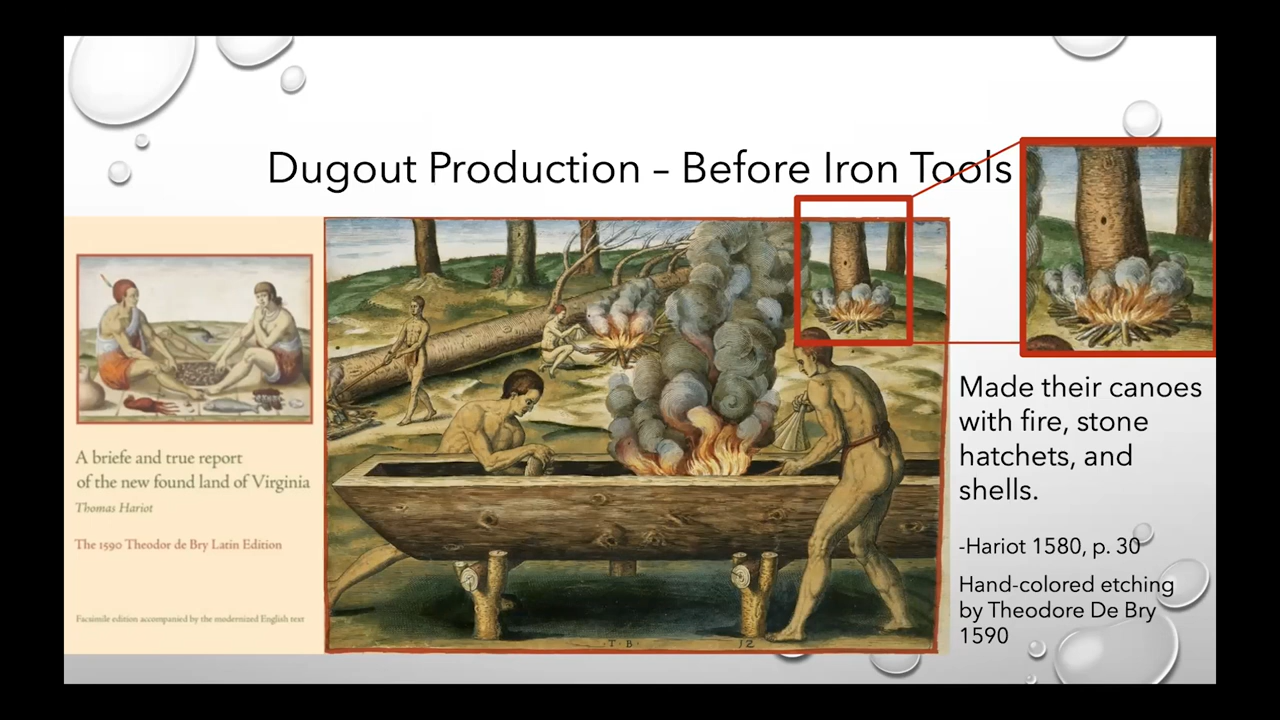 Dugout Production – Before Iron Tools
A briefe and true report
of the new found land of Virginia
Thomas Hariot
The 1590 Theodor de Bry Latin Edition
Facsimile edition accompanied by the modernized English text
T·B·
12
Made their canoes
with fire, stone
hatchets, and
shells.
-Hariot 1580, p. 30
Hand-colored etching
by Theodore De Bry
1590